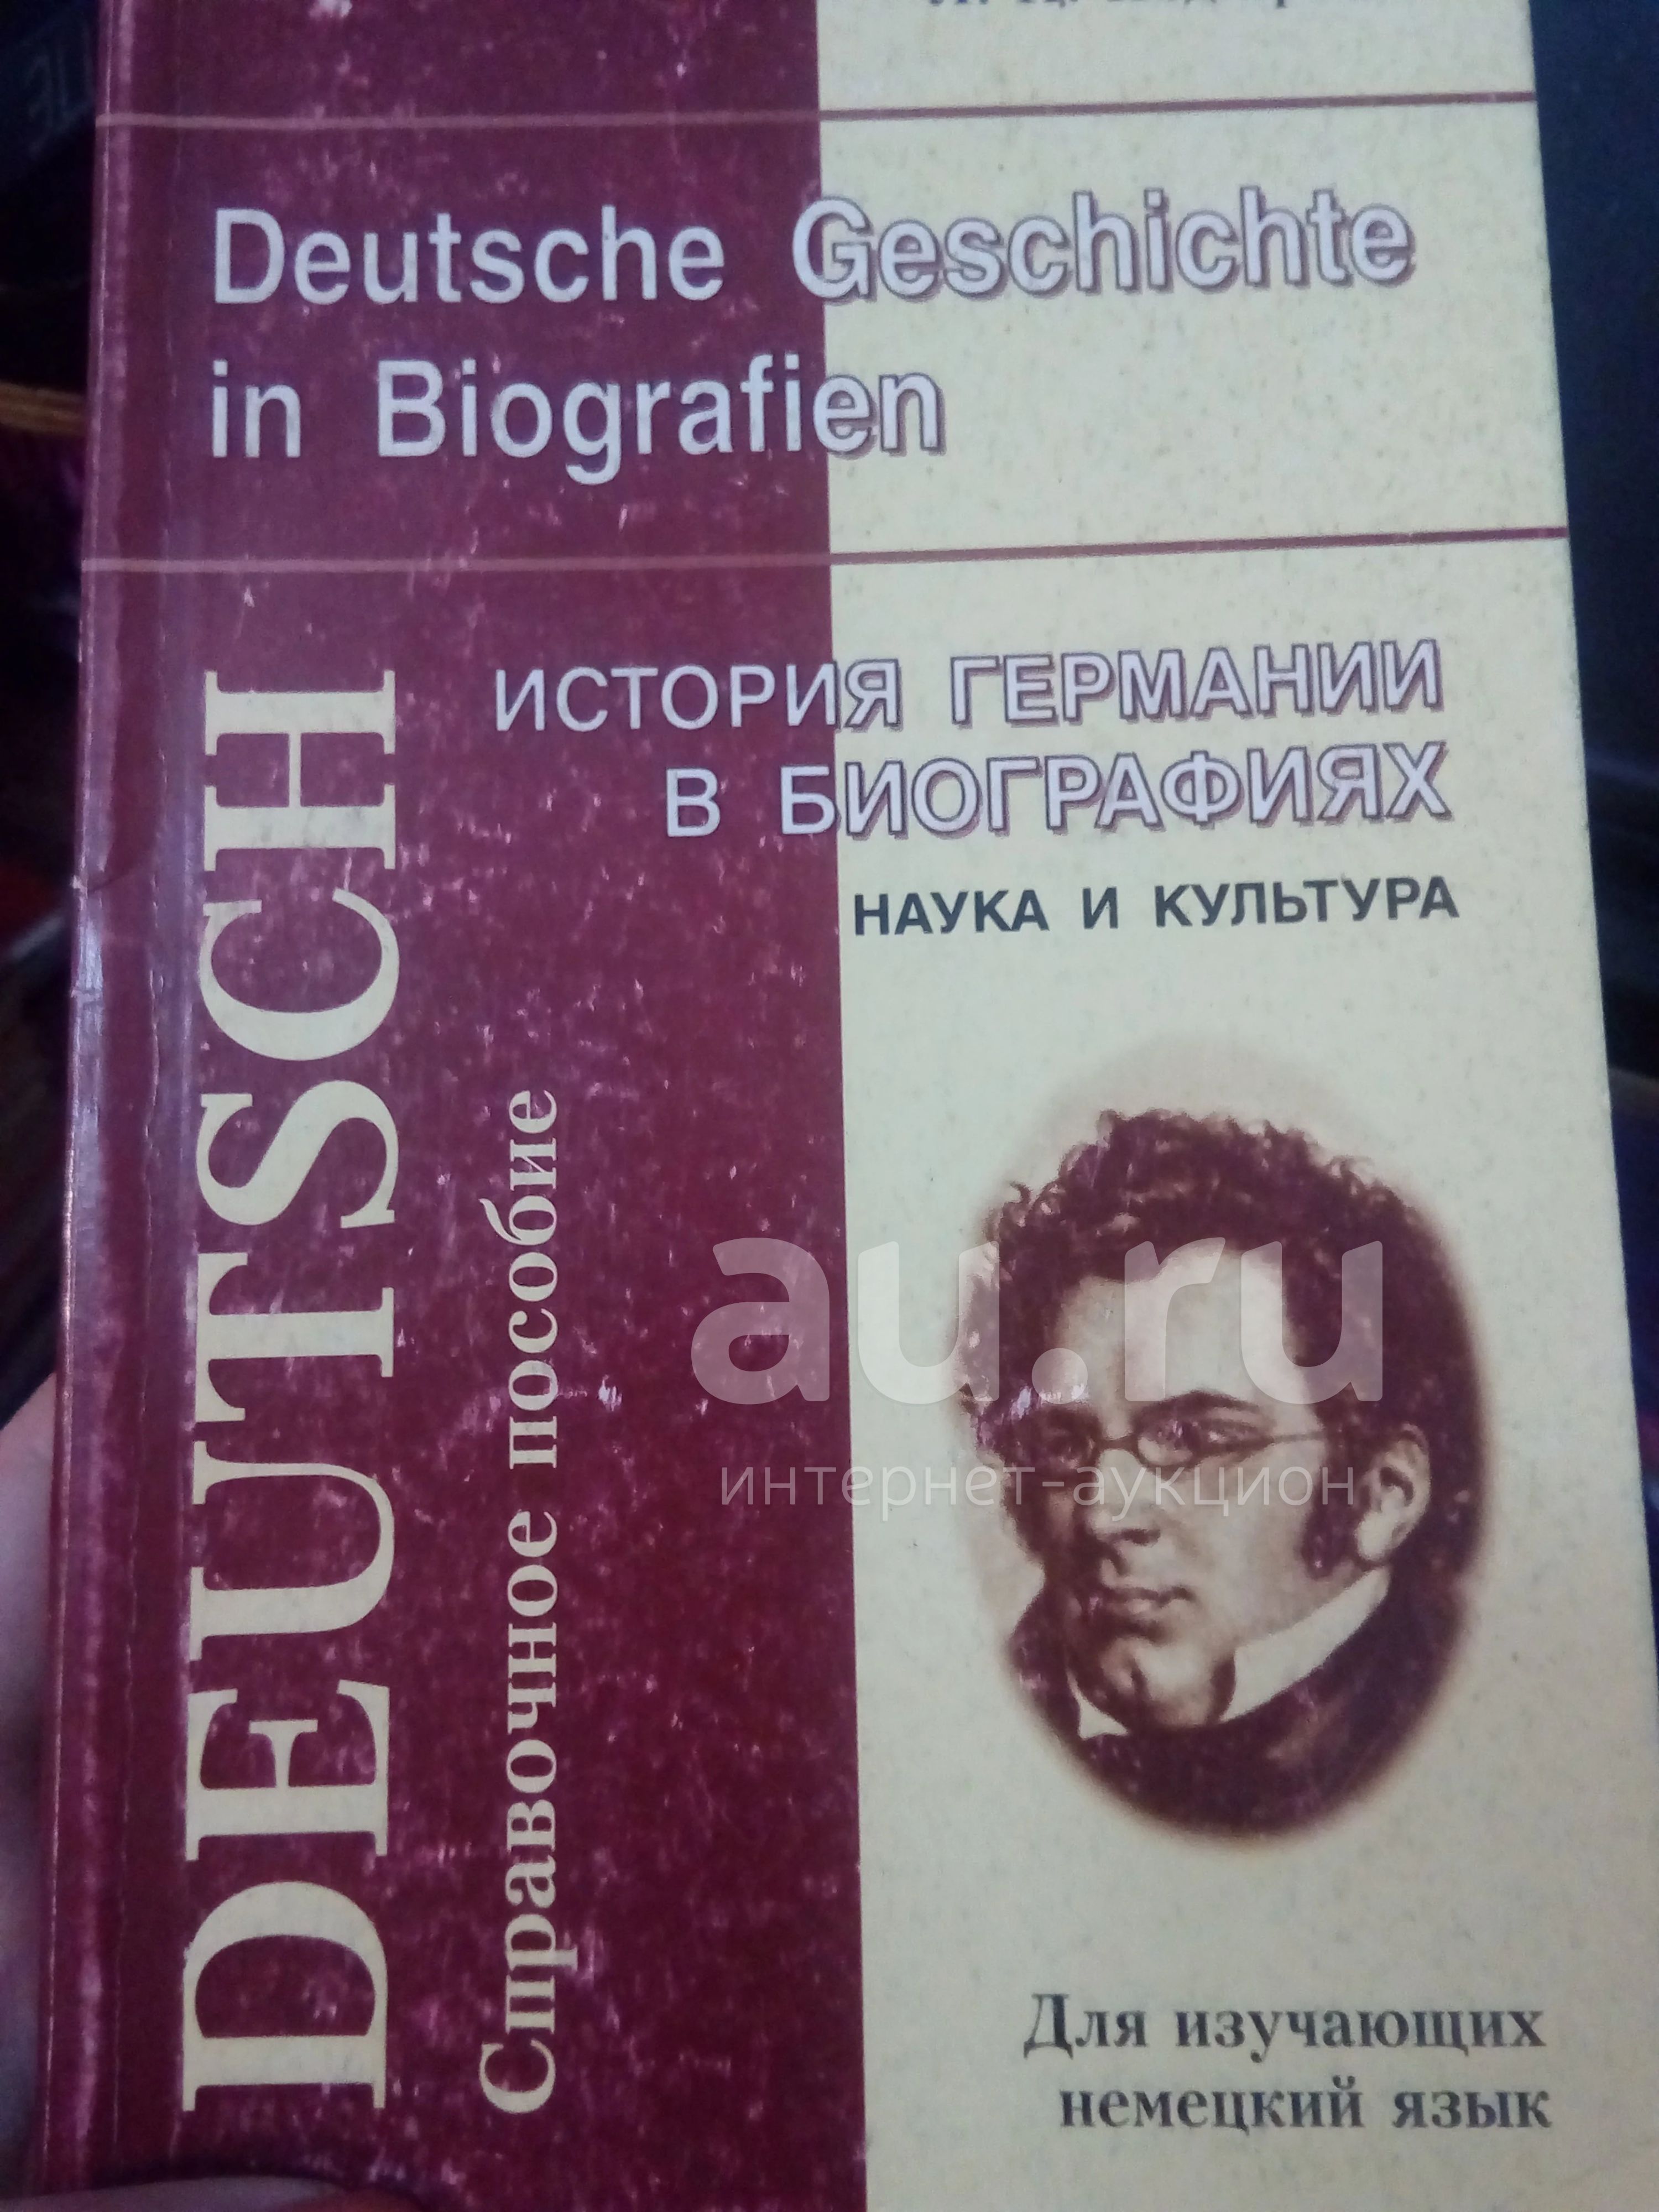 Deutsche Geschichte
in Biografien
ИСТОРИЯ ГЕРМАНИИ
В БИОГРАФИЯХ
НАУКА И КУЛЬТУРА
DEUTSCH
Справочное пособие
au.ru
интернет-аукцион
Для изучающих
немецкий язык